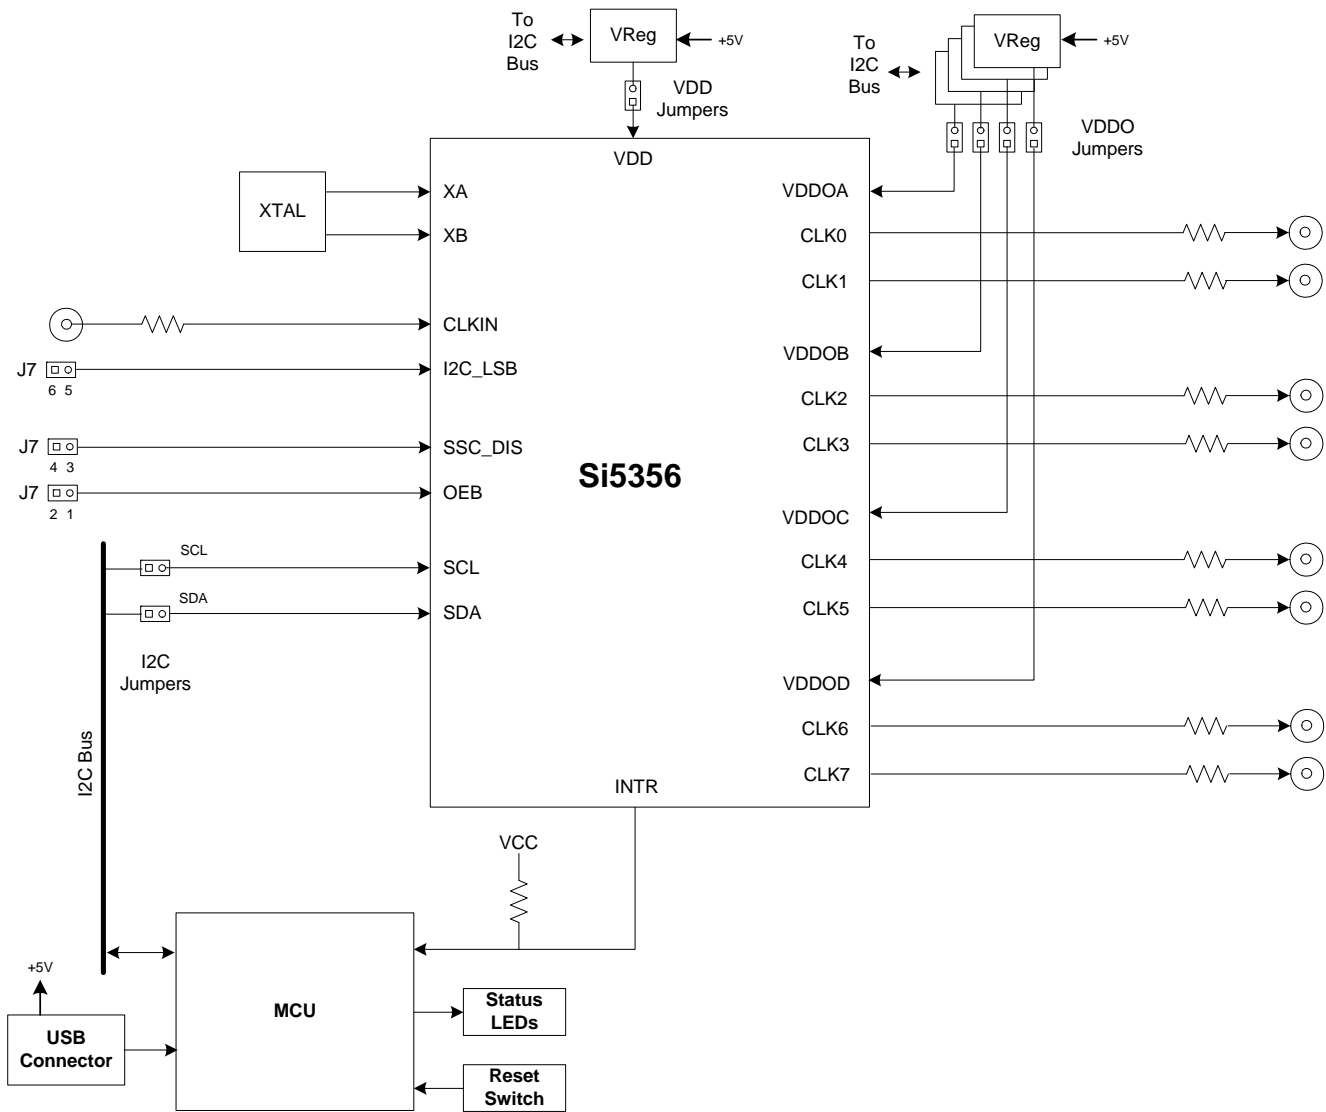 To
I2C
Bus
VReg
+5V
VDD
Jumpers
To
I2C
Bus
VReg
+5V
VDDO
Jumpers
VDD
XTAL
XA
XB
CLKIN
J7
6 5
I2C_LSB
J7
4 3
SSC_DIS
J7
2 1
OEB
SCL
SCL
SDA
SDA
I2C
Jumpers
I2C Bus
Si5356
VDDOA
CLK0
CLK1
VDDOB
CLK2
CLK3
VDDOC
CLK4
CLK5
VDDOD
CLK6
CLK7
INTR
VCC
+5V
USB
Connector
MCU
Status
LEDs
Reset
Switch